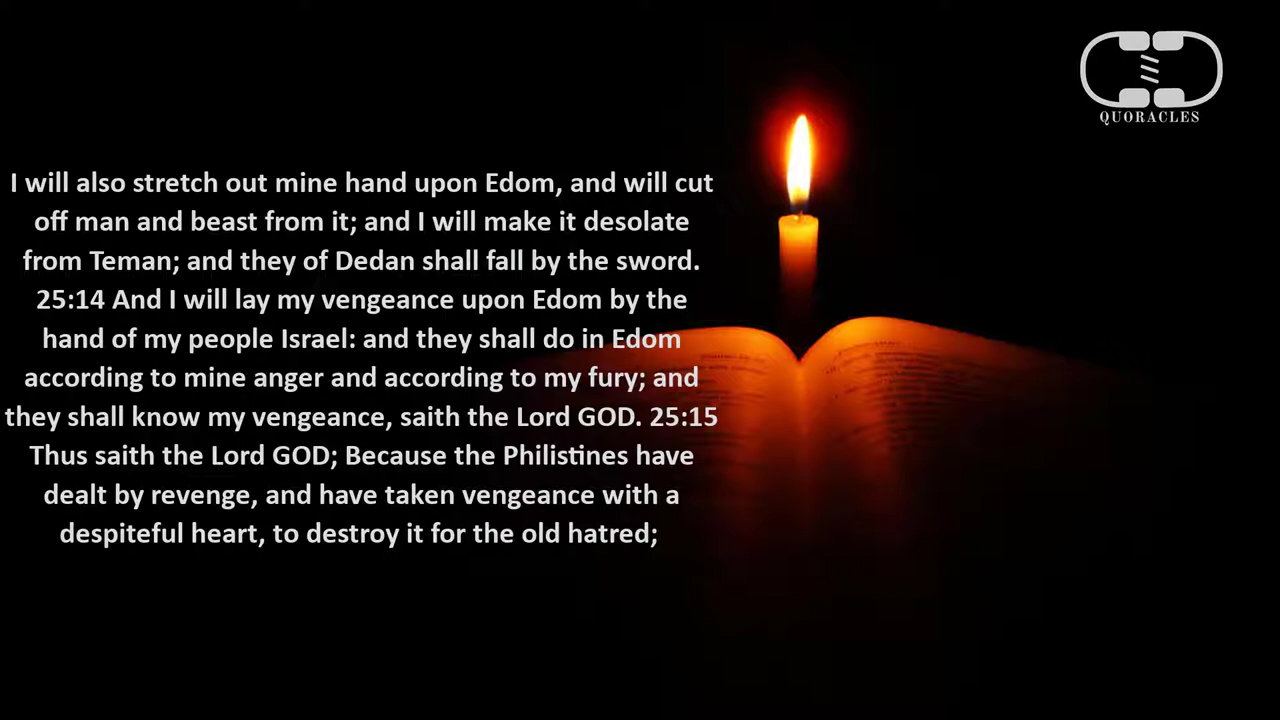 QUORACLES
I will also stretch out mine hand upon Edom, and will cut
off man and beast from it; and I will make it desolate
from Teman; and they of Dedan shall fall by the sword.
25:14 And I will lay my vengeance upon Edom by the
hand of my people Israel: and they shall do in Edom
according to mine anger and according to my fury; and
they shall know my vengeance, saith the Lord GOD. 25:15
Thus saith the Lord GOD; Because the Philistines have
dealt by revenge, and have taken vengeance with a
despiteful heart, to destroy it for the old hatred;